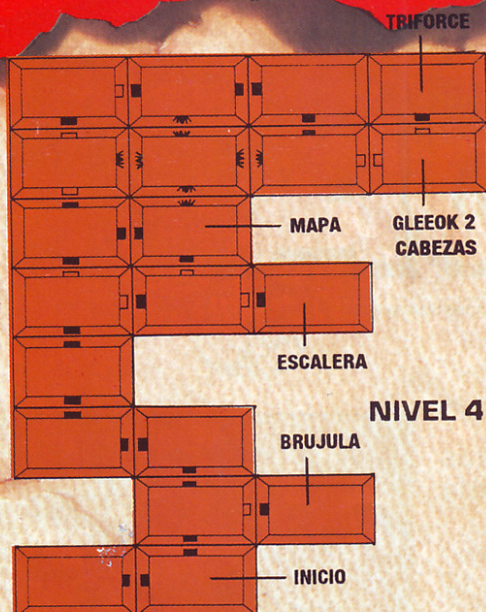 TRIFORCE
MAPA
GLEEOK 2
CABEZAS
ESCALERA
NIVEL 4
BRUJULA
INICIO